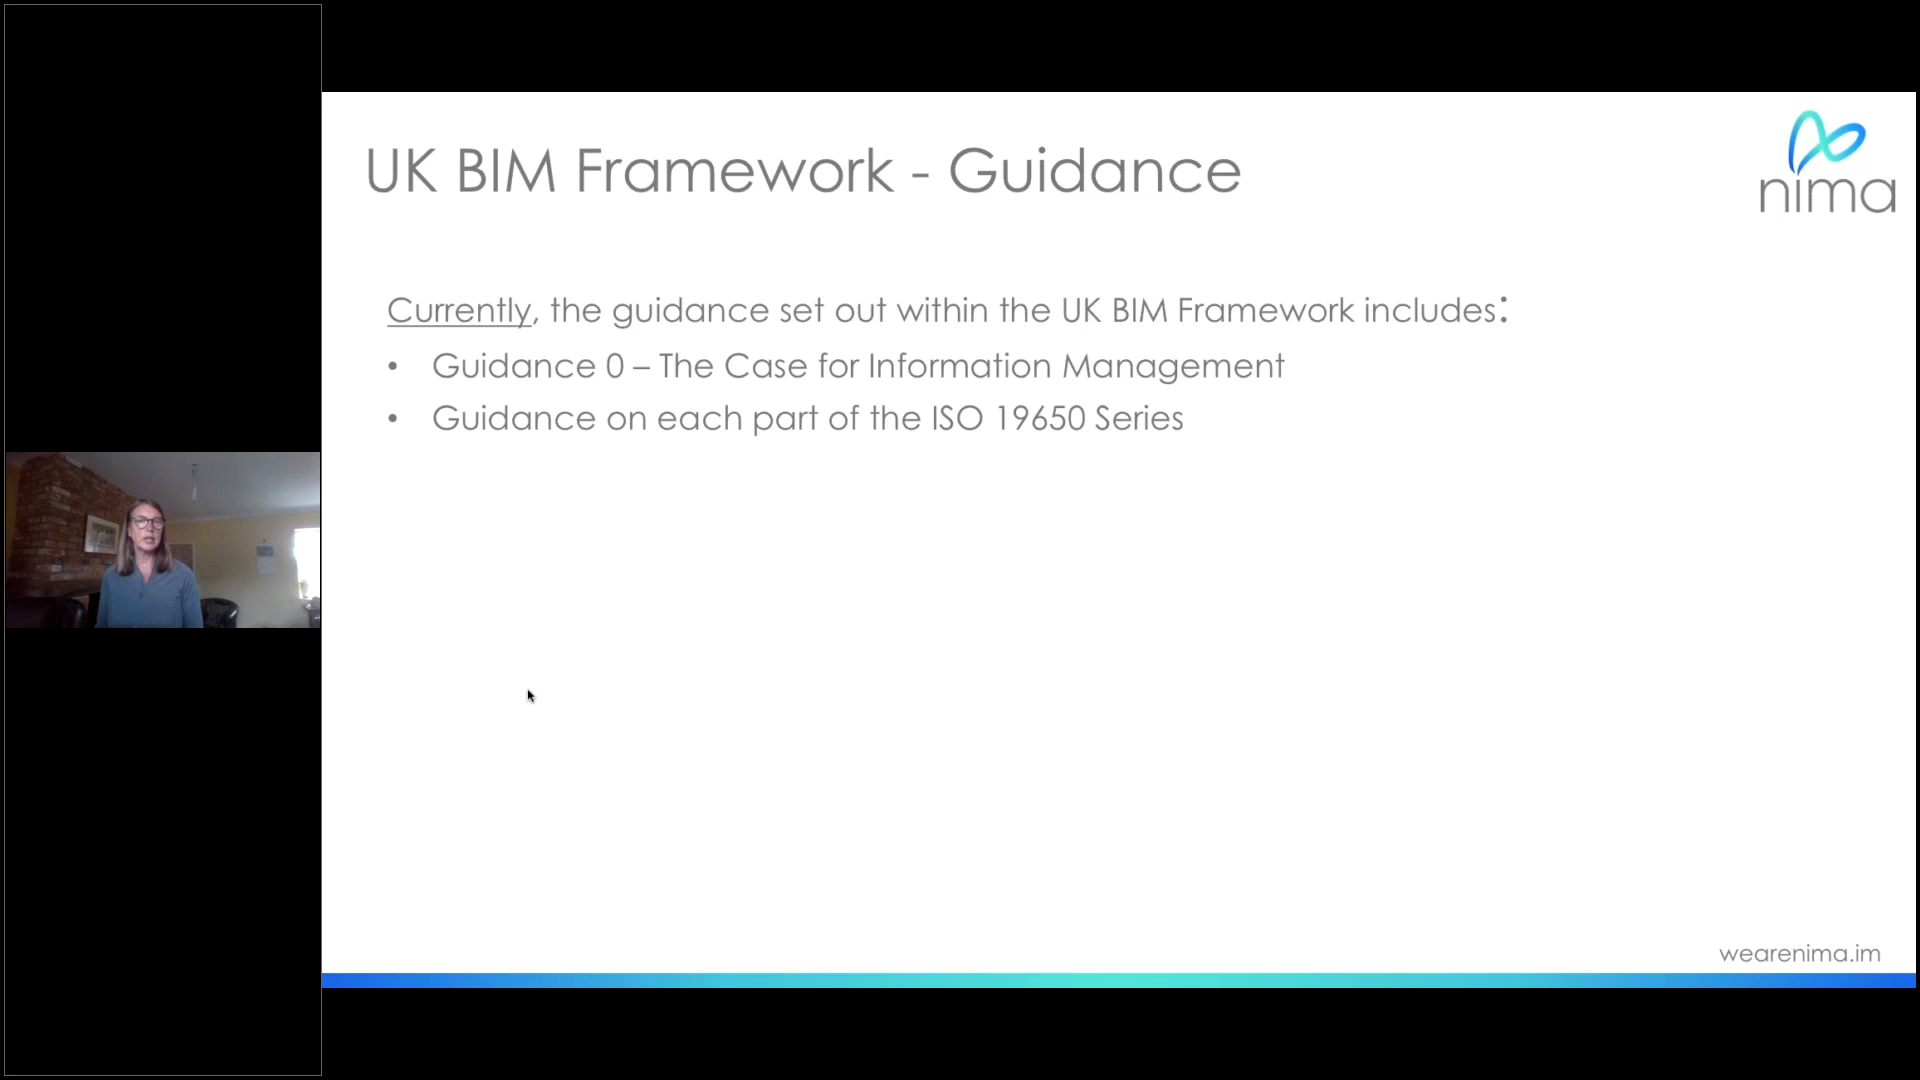 UK BIM Framework - Guidance
nima
Currently, the guidance set out within the UK BIM Framework includes:
• Guidance 0 – The Case for Information Management
• Guidance on each part of the ISO 19650 Series
wearenima.im